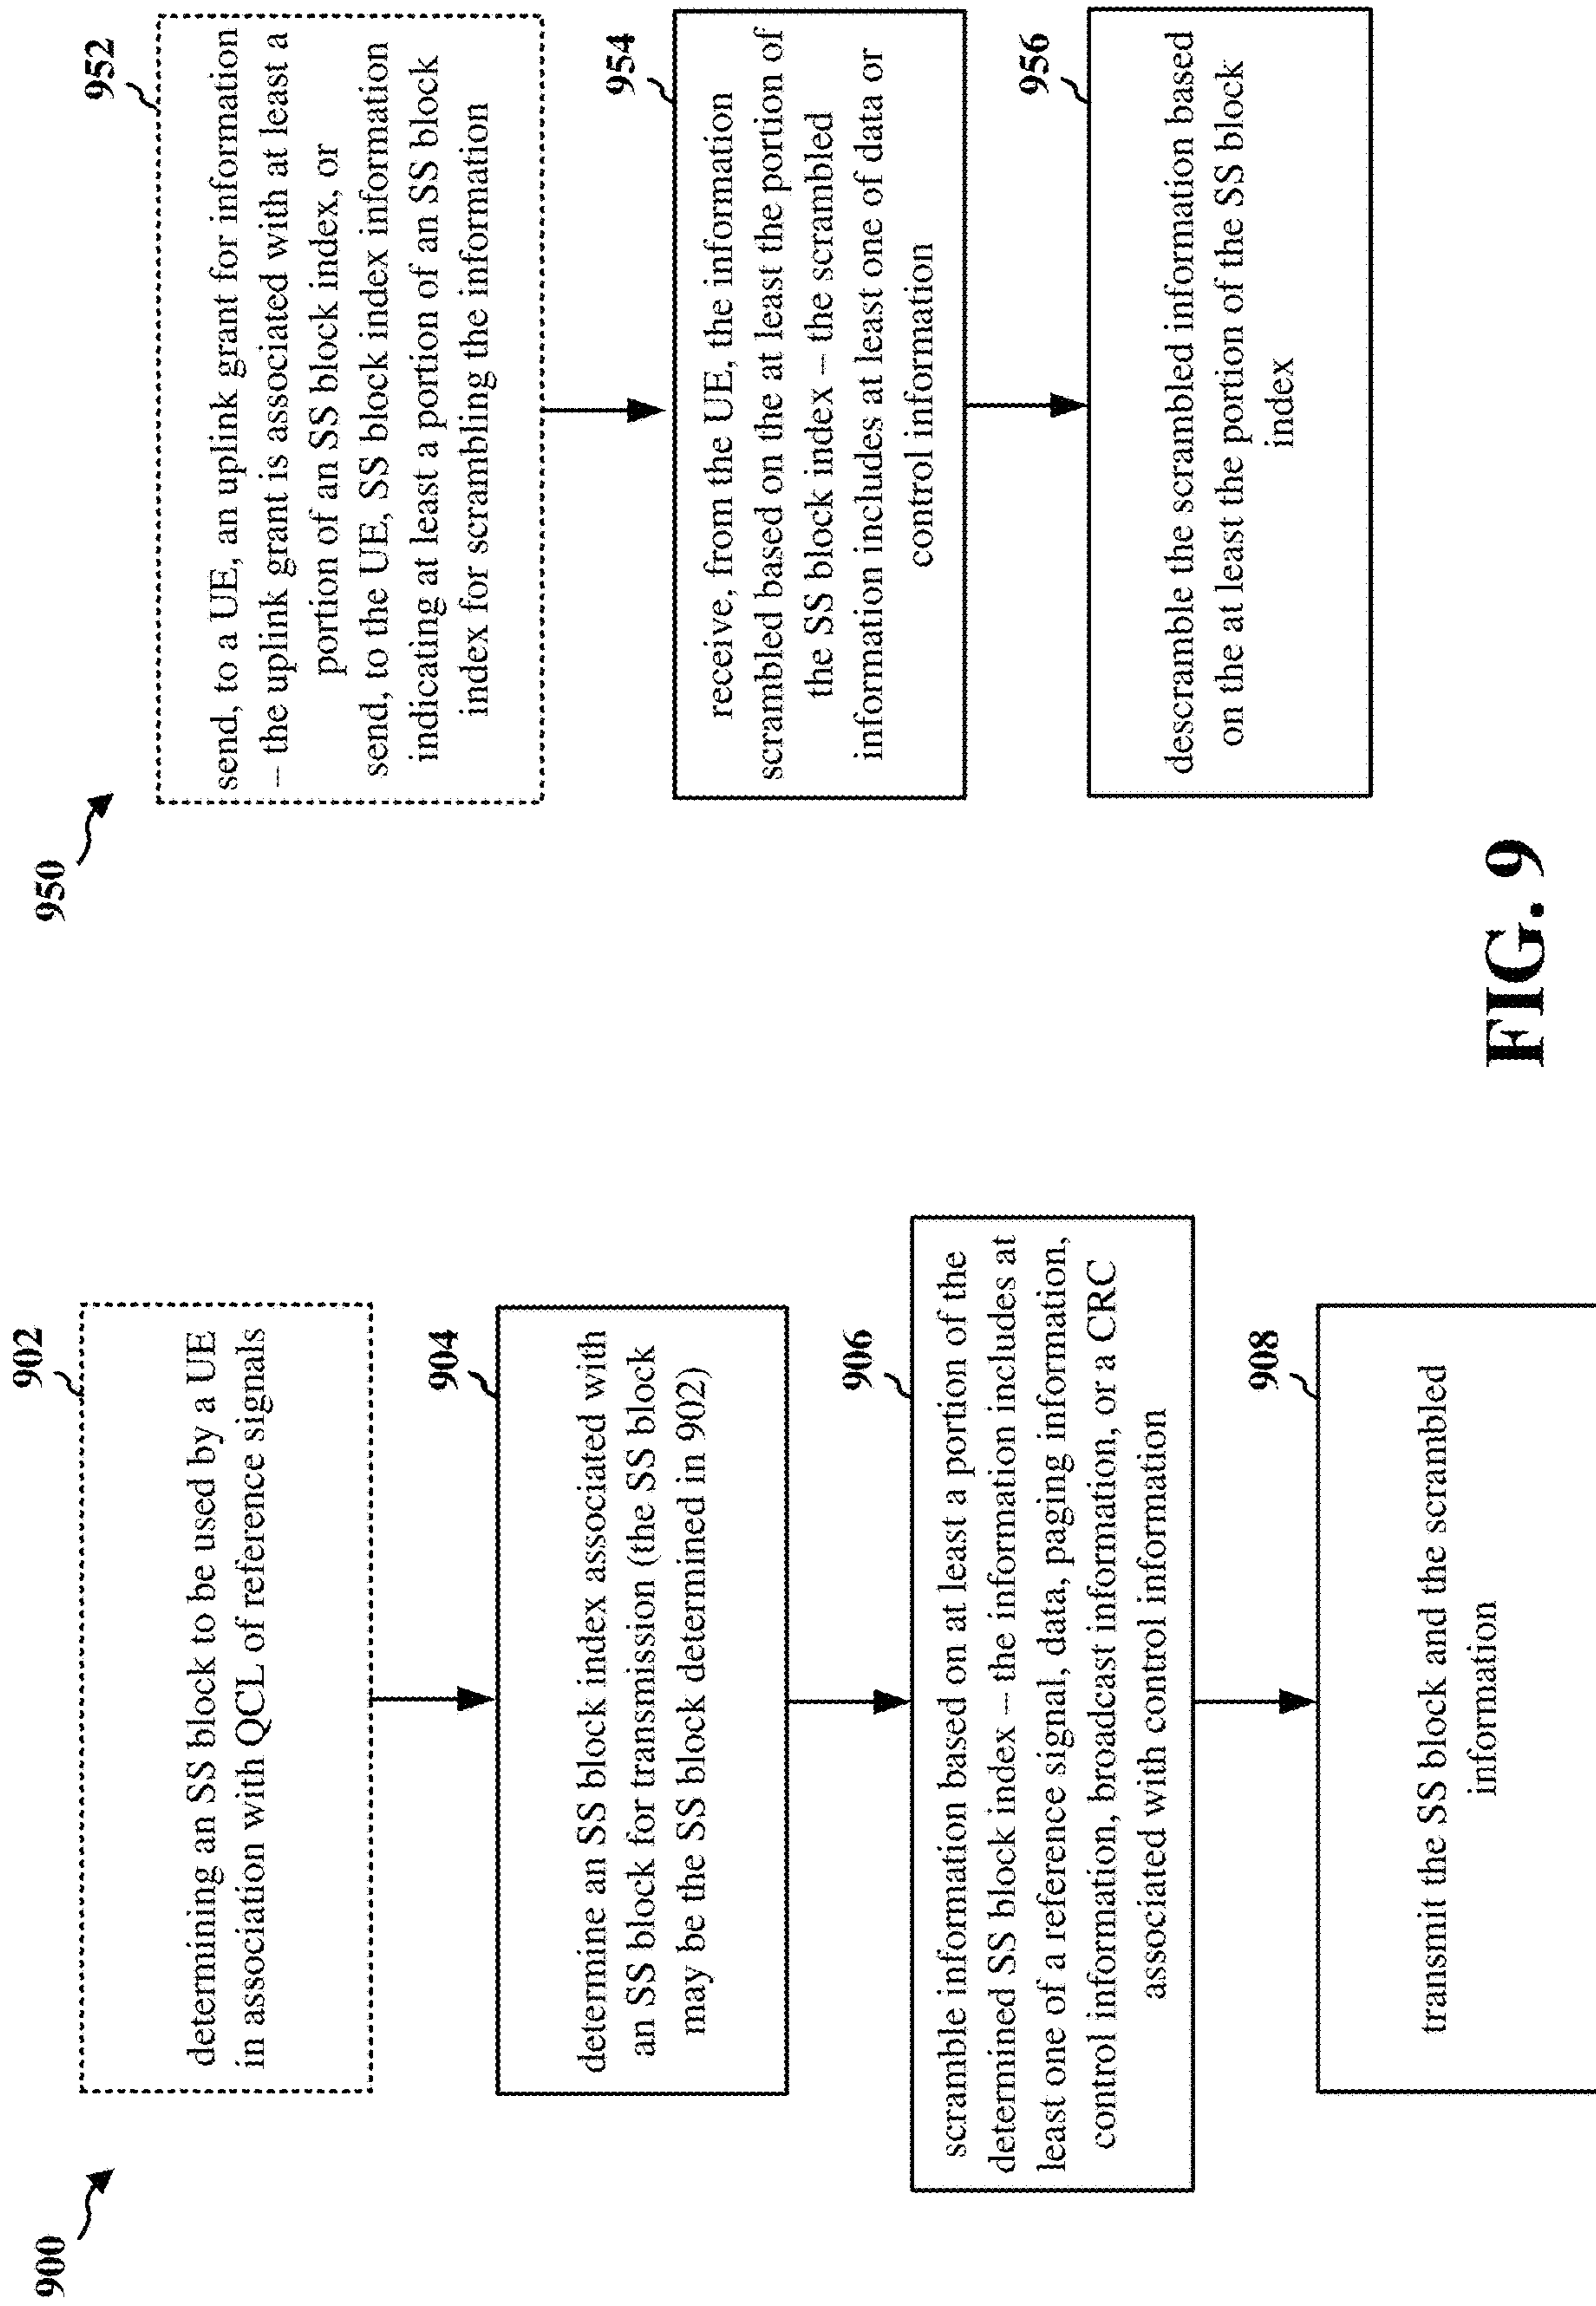 900
902
determining an SS block to be used by a UE
in association with QCL of reference signals
904
determine an SS block index associated with
an SS block for transmission (the SS block
may be the SS block determined in 902)
906
scramble information based on at least a portion of the
determined SS block index – the information includes at
least one of a reference signal, data, paging information,
control information, broadcast information, or a CRC
associated with control information
908
transmit the SS block and the scrambled
information
950
952
send, to a UE, an uplink grant for information
– the uplink grant is associated with at least a
portion of an SS block index, or
send, to the UE, SS block index information
indicating at least a portion of an SS block
index for scrambling the information
954
receive, from the UE, the information
scrambled based on the at least the portion of
the SS block index – the scrambled
information includes at least one of data or
control information
956
descramble the scrambled information based
on the at least the portion of the SS block
index
FIG. 9